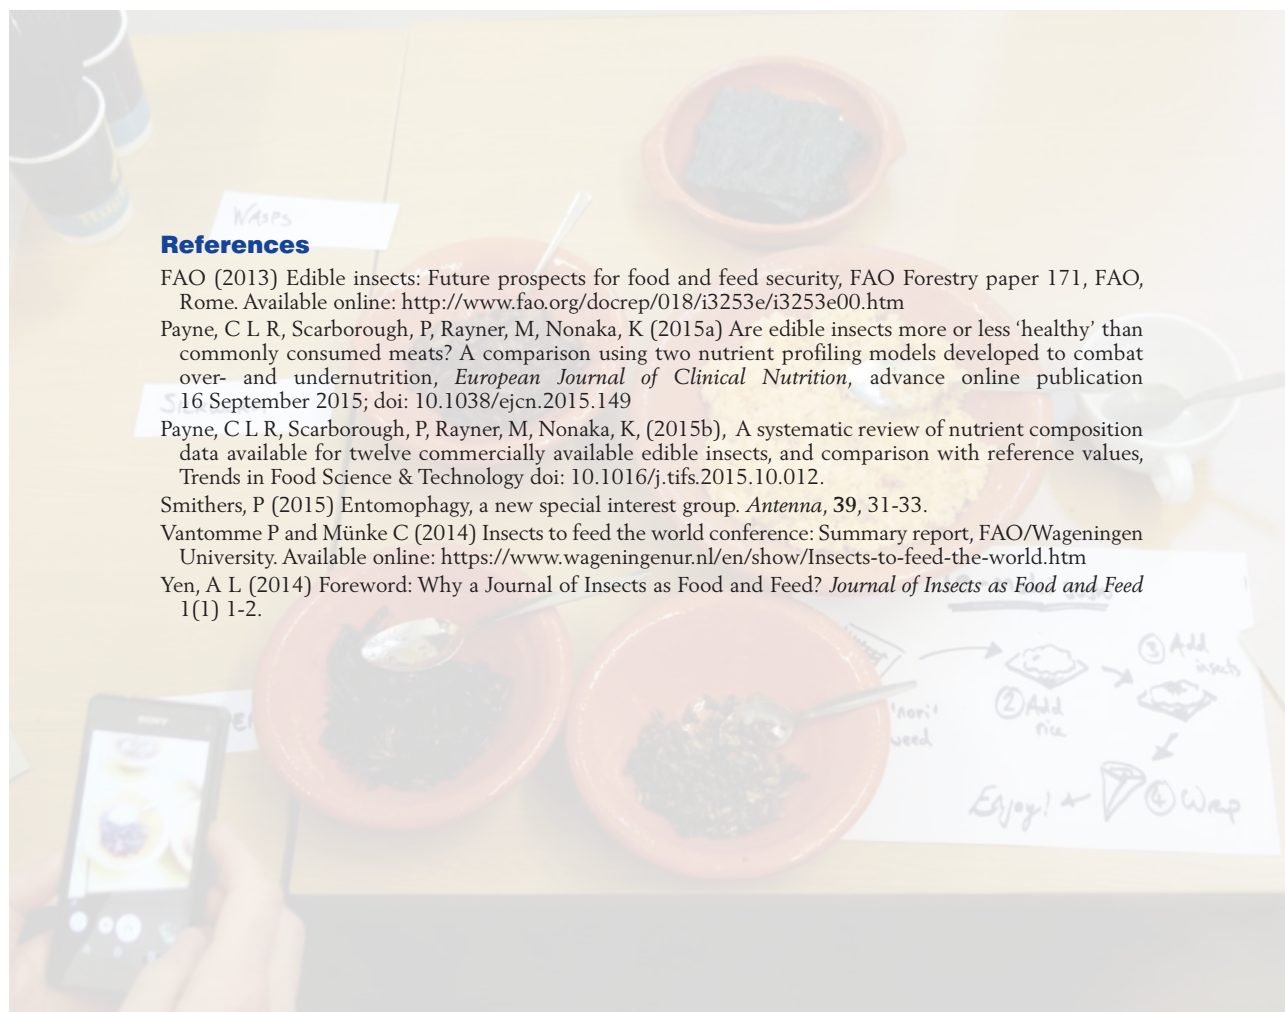 WASPS
References
FAO (2013) Edible insects: Future prospects for food and feed security, FAO Forestry paper 171, FAO,
Rome. Available online: http://www.fao.org/docrep/018/i3253e/i3253e00.htm
Payne, C L R, Scarborough, P, Rayner, M, Nonaka, K (2015a) Are edible insects more or less ‘healthy’ than
commonly consumed meats? A comparison using two nutrient profiling models developed to combat
over- and undernutrition, European Journal of Clinical Nutrition, advance online publication
16 September 2015; doi: 10.1038/ejcn.2015.149
Payne, C L R, Scarborough, P, Rayner, M, Nonaka, K, (2015b), A systematic review of nutrient composition
data available for twelve commercially available edible insects, and comparison with reference values,
Trends in Food Science & Technology doi: 10.1016/j.tifs.2015.10.012.
Smithers, P (2015) Entomophagy, a new special interest group. Antenna, 39, 31-33.
Vantomme P and Münke C (2014) Insects to feed the world conference: Summary report, FAO/Wageningen
University. Available online: https://www.wageningenur.nl/en/show/Insects-to-feed-the-world.htm
Yen, A L (2014) Foreword: Why a Journal of Insects as Food and Feed? Journal of Insects as Food and Feed
1(1) 1-2.
'nori'
weed
② Add
rice
③ Add
insects
④ Wrap
Enjoy!
SONY